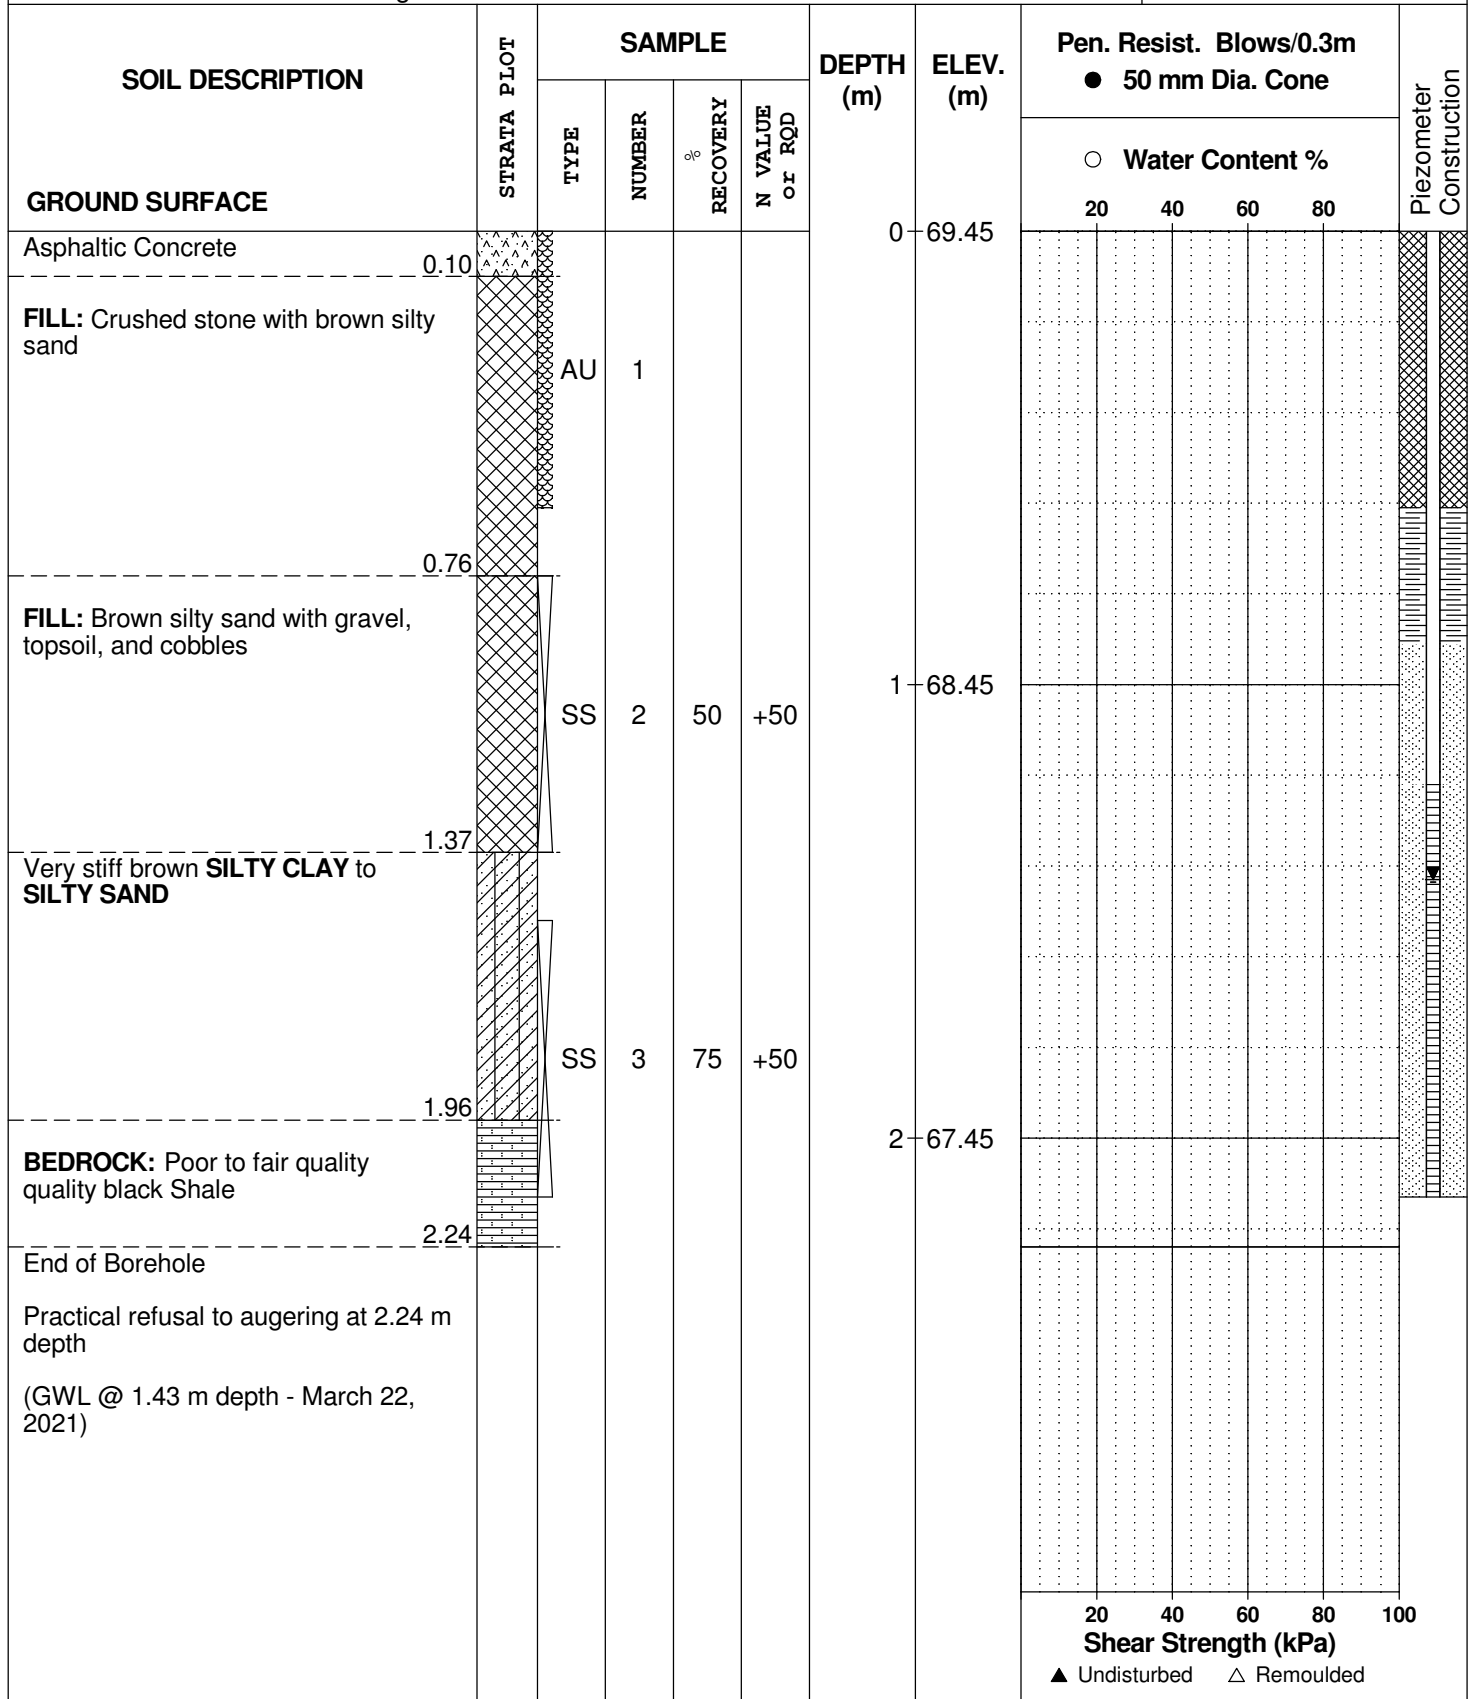 SOIL DESCRIPTION
GROUND SURFACE
STRATA PLOT
SAMPLE
TYPE
NUMBER
%
RECOVERY
N VALUE
or RQD
DEPTH
(m)
ELEV.
(m)
Pen. Resist. Blows/0.3m
● 50 mm Dia. Cone
○ Water Content %
20 40 60 80
Piezometer
Construction
0 69.45
Asphaltic Concrete
0.10
FILL: Crushed stone with brown silty
sand
AU 1
0.76
FILL: Brown silty sand with gravel,
topsoil, and cobbles
1 68.45
SS 2 50 +50
1.37
Very stiff brown SILTY CLAY to
SILTY SAND
SS 3 75 +50
1.96
2 67.45
BEDROCK: Poor to fair quality
quality black Shale
2.24
End of Borehole
Practical refusal to augering at 2.24 m
depth
(GWL @ 1.43 m depth - March 22,
2021)
20 40 60 80 100
Shear Strength (kPa)
▲ Undisturbed △ Remoulded